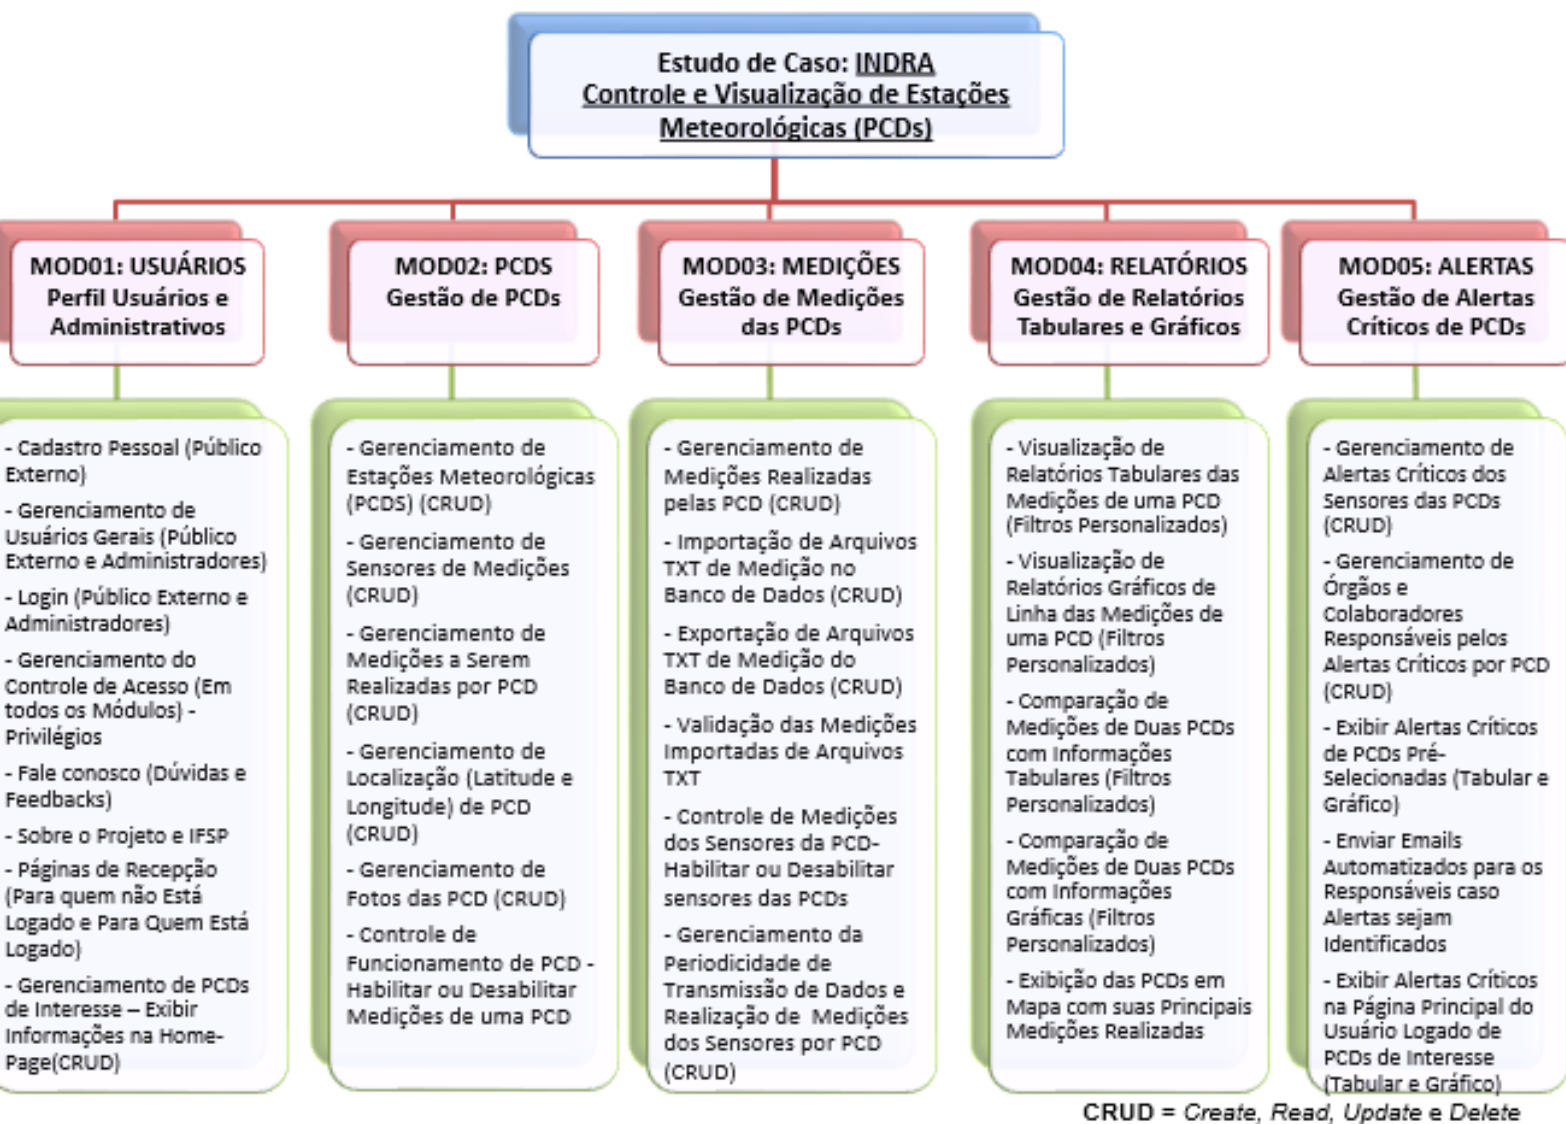 Estudo de Caso: INDRA
Controle e Visualização de Estações
Meteorológicas (PCDs)
MOD01: USUÁRIOS
Perfil Usuários e
Administrativos
- Cadastro Pessoal (Público
Externo)
- Gerenciamento de
Usuários Gerais (Público
Externo e Administradores)
- Login (Público Externo e
Administradores)
- Gerenciamento do
Controle de Acesso (Em
todos os Módulos) -
Privilégios
- Fale conosco (Dúvidas e
Feedbacks)
- Sobre o Projeto e IFSP
- Páginas de Recepção
(Para quem não Está
Logado e Para Quem Está
Logado)
- Gerenciamento de PCDs
de Interesse – Exibir
Informações na Home-
Page(CRUD)
MOD02: PCDS
Gestão de PCDs
- Gerenciamento de
Estações Meteorológicas
(PCDS) (CRUD)
- Gerenciamento de
Sensores de Medições
(CRUD)
- Gerenciamento de
Medições a Serem
Realizadas por PCD
(CRUD)
- Gerenciamento de
Localização (Latitude e
Longitude) de PCD
(CRUD)
- Gerenciamento de
Fotos das PCD (CRUD)
- Controle de
Funcionamento de PCD -
Habilitar ou Desabilitar
Medições de uma PCD
MOD03: MEDIÇÕES
Gestão de Medições
das PCDs
- Gerenciamento de
Medições Realizadas
pelas PCD (CRUD)
- Importação de Arquivos
TXT de Medição no
Banco de Dados (CRUD)
- Exportação de Arquivos
TXT de Medição do
Banco de Dados (CRUD)
- Validação das Medições
Importadas de Arquivos
TXT
- Controle de Medições
dos Sensores da PCD-
Habilitar ou Desabilitar
sensores das PCDs
- Gerenciamento da
Periodicidade de
Transmissão de Dados e
Realização de Medições
dos Sensores por PCD
(CRUD)
MOD04: RELATÓRIOS
Gestão de Relatórios
Tabulares e Gráficos
- Visualização de
Relatórios Tabulares das
Medições de uma PCD
(Filtros Personalizados)
- Visualização de
Relatórios Gráficos de
Linha das Medições de
uma PCD (Filtros
Personalizados)
- Comparação de
Medições de Duas PCDs
com Informações
Tabulares (Filtros
Personalizados)
- Comparação de
Medições de Duas PCDs
com Informações
Gráficas (Filtros
Personalizados)
- Exibição das PCDs em
Mapa com suas Principais
Medições Realizadas
MOD05: ALERTAS
Gestão de Alertas
Críticos de PCDs
- Gerenciamento de
Alertas Críticos dos
Sensores das PCDs
(CRUD)
- Gerenciamento de
Órgãos e
Colaboradores
Responsáveis pelos
Alertas Críticos por PCD
(CRUD)
- Exibir Alertas Críticos
de PCDs Pré-
Selecionadas (Tabular e
Gráfico)
- Enviar Emails
Automatizados para os
Responsáveis caso
Alertas sejam
Identificados
- Exibir Alertas Críticos
na Página Principal do
Usuário Logado de
PCDs de Interesse
(Tabular e Gráfico)
CRUD = Create, Read, Update e Delete